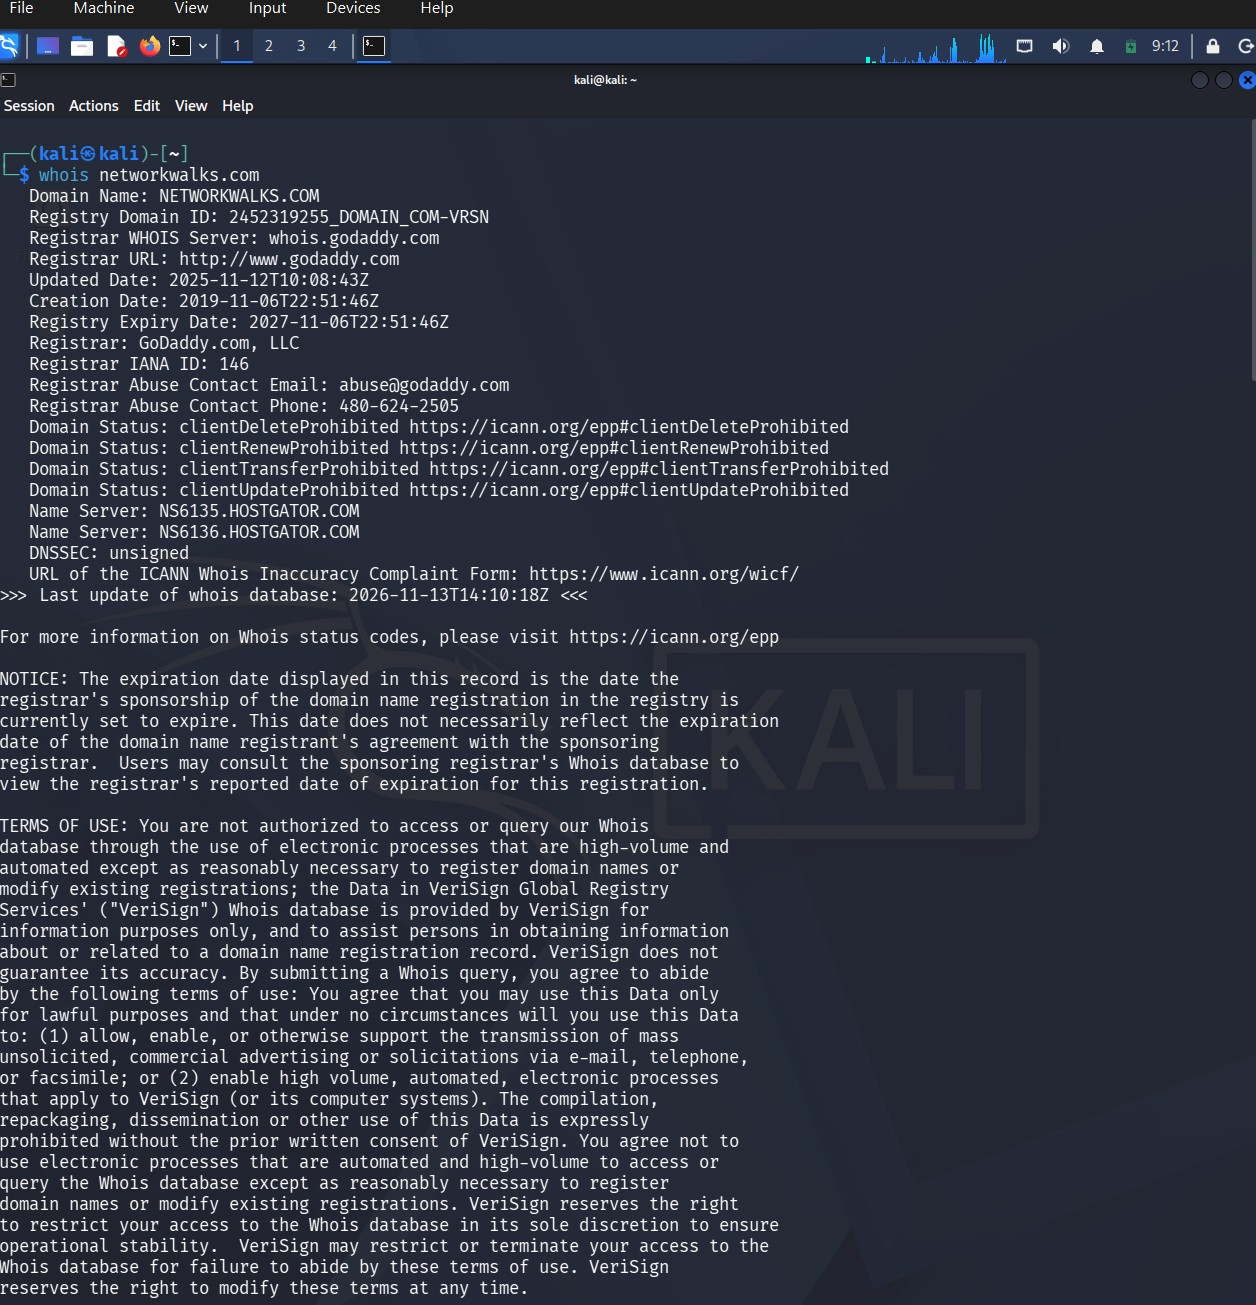 File Machine View Input Devices Help
1 2 3 4 9:12
kali@kali: ~
Session Actions Edit View Help
┌──(kali㉿kali)-[~]
└─$ whois networkwalks.com
   Domain Name: NETWORKWALKS.COM
   Registry Domain ID: 2452319255_DOMAIN_COM-VRSN
   Registrar WHOIS Server: whois.godaddy.com
   Registrar URL: http://www.godaddy.com
   Updated Date: 2025-11-12T10:08:43Z
   Creation Date: 2019-11-06T22:51:46Z
   Registry Expiry Date: 2027-11-06T22:51:46Z
   Registrar: GoDaddy.com, LLC
   Registrar IANA ID: 146
   Registrar Abuse Contact Email: abuse@godaddy.com
   Registrar Abuse Contact Phone: 480-624-2505
   Domain Status: clientDeleteProhibited https://icann.org/epp#clientDeleteProhibited
   Domain Status: clientRenewProhibited https://icann.org/epp#clientRenewProhibited
   Domain Status: clientTransferProhibited https://icann.org/epp#clientTransferProhibited
   Domain Status: clientUpdateProhibited https://icann.org/epp#clientUpdateProhibited
   Name Server: NS6135.HOSTGATOR.COM
   Name Server: NS6136.HOSTGATOR.COM
   DNSSEC: unsigned
   URL of the ICANN Whois Inaccuracy Complaint Form: https://www.icann.org/wicf/
>>> Last update of whois database: 2026-11-13T14:10:18Z <<<
For more information on Whois status codes, please visit https://icann.org/epp
NOTICE: The expiration date displayed in this record is the date the
registrar's sponsorship of the domain name registration in the registry is
currently set to expire. This date does not necessarily reflect the expiration
date of the domain name registrant's agreement with the sponsoring
registrar.  Users may consult the sponsoring registrar's Whois database to
view the registrar's reported date of expiration for this registration.
TERMS OF USE: You are not authorized to access or query our Whois
database through the use of electronic processes that are high-volume and
automated except as reasonably necessary to register domain names or
modify existing registrations; the Data in VeriSign Global Registry
Services' ("VeriSign") Whois database is provided by VeriSign for
information purposes only, and to assist persons in obtaining information
about or related to a domain name registration record. VeriSign does not
guarantee its accuracy. By submitting a Whois query, you agree to abide
by the following terms of use: You agree that you may use this Data only
for lawful purposes and that under no circumstances will you use this Data
to: (1) allow, enable, or otherwise support the transmission of mass
unsolicited, commercial advertising or solicitations via e-mail, telephone,
or facsimile; or (2) enable high volume, automated, electronic processes
that apply to VeriSign (or its computer systems). The compilation,
repackaging, dissemination or other use of this Data is expressly
prohibited without the prior written consent of VeriSign. You agree not to
use electronic processes that are automated and high-volume to access or
query the Whois database except as reasonably necessary to register
domain names or modify existing registrations. VeriSign reserves the right
to restrict your access to the Whois database in its sole discretion to ensure
operational stability.  VeriSign may restrict or terminate your access to the
Whois database for failure to abide by these terms of use. VeriSign
reserves the right to modify these terms at any time.
KALI